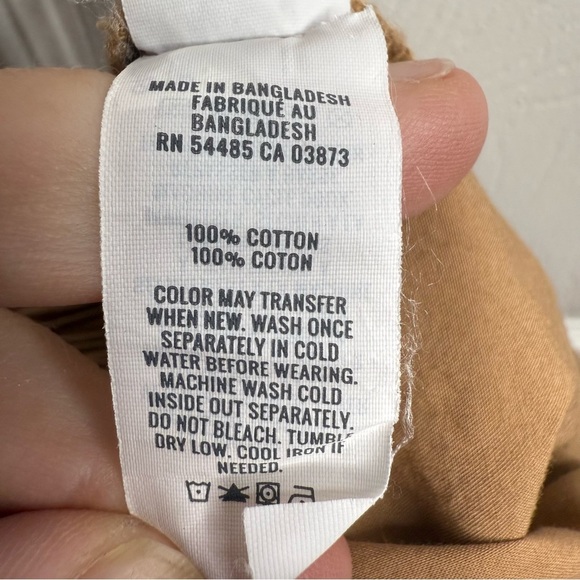 MADE IN BANGLADESH
FABRIQUÉ AU
BANGLADESH
RN 54485 CA 03873
100% COTTON
100% COTON
COLOR MAY TRANSFER
WHEN NEW. WASH ONCE
SEPARATELY IN COLD
WATER BEFORE WEARING.
MACHINE WASH COLD
INSIDE OUT SEPARATELY.
DO NOT BLEACH. TUMBLE
DRY LOW. COOL IRON IF
NEEDED.